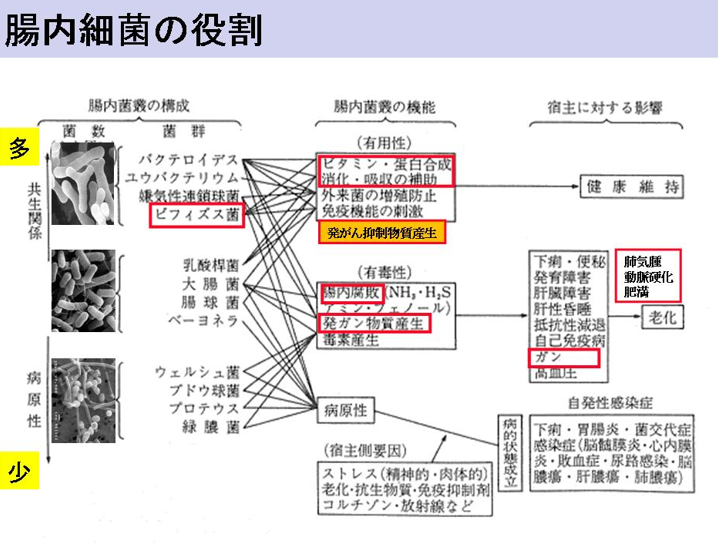 腸内細菌の役割
腸内菌叢の構成
腸内菌叢の機能
宿主に対する影響
菌数
菌群
多
共生関係
病原性
少
バクテロイデス
ユウバクテリウム
嫌気性連鎖球菌
ビフィズス菌
乳酸桿菌
大腸菌
腸球菌
ベーヨネラ
ウェルシュ菌
ブドウ球菌
プロテウス
緑膿菌
(有用性)
ビタミン・蛋白合成
消化・吸収の補助
外来菌の増殖防止
免疫機能の刺激
発がん抑制物質産生
(有毒性)
腸内腐敗(NH₃・H₂S
アミン・フェノール)
発ガン物質産生
毒素産生
病原性
(宿主側要因)
ストレス(精神的・肉体的)
老化・抗生物質・免疫抑制剤
コルチゾン・放射線など
健康維持
下痢・便秘
発育障害
肝臓障害
肝性昏睡
抵抗性減退
自己免疫病
ガン
高血圧
肺気腫
動脈硬化
肥満
老化
自発性感染症
病的状態成立
下痢・胃腸炎・菌交代症
感染症(脳髄膜炎・心内膜
炎・敗血症・尿路感染・脳
膿瘍・肝膿瘍・肺膿瘍)